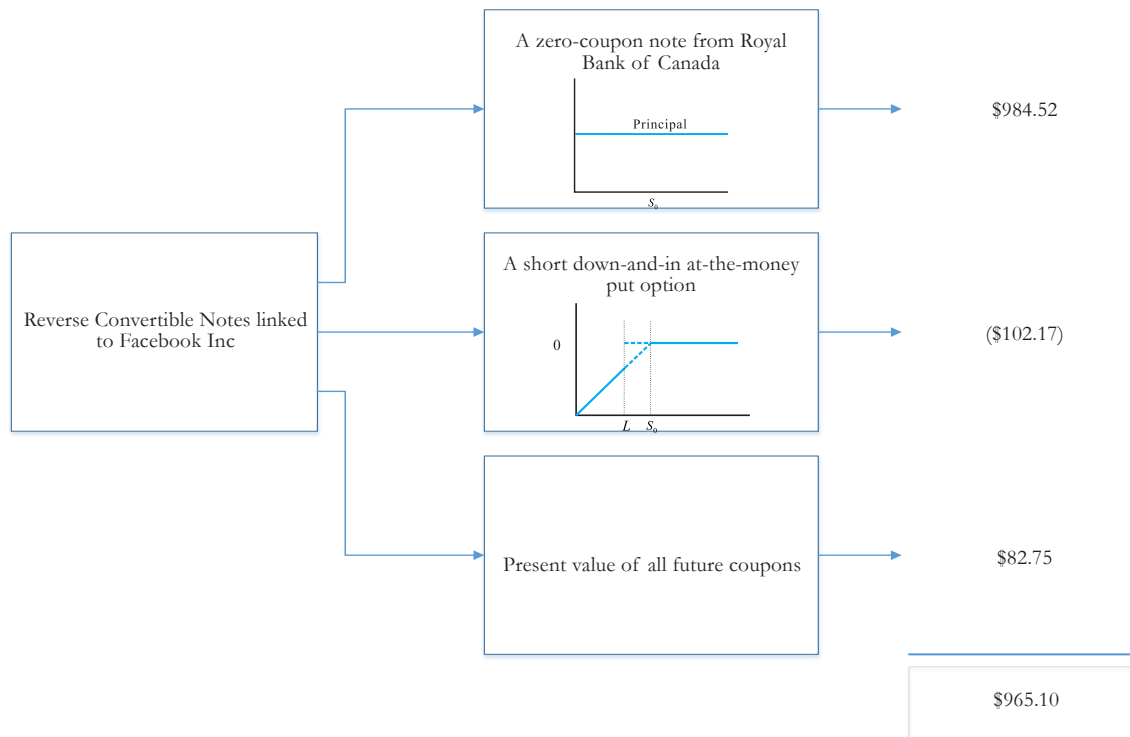 A zero-coupon note from Royal
Bank of Canada
Principal
S₀
$984.52
Reverse Convertible Notes linked
to Facebook Inc
A short down-and-in at-the-money
put option
0
L S₀
($102.17)
Present value of all future coupons
$82.75
$965.10